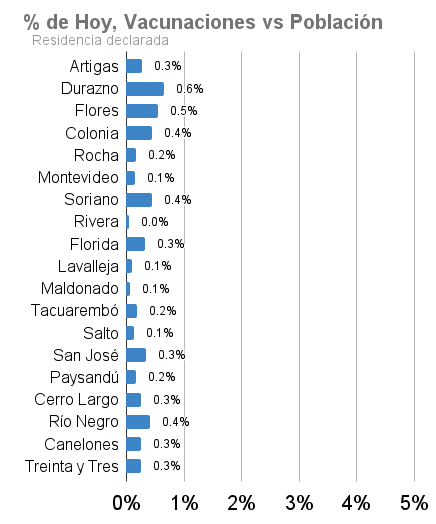 % de Hoy, Vacunaciones vs Población
Residencia declarada
Artigas 0.3%
Durazno 0.6%
Flores 0.5%
Colonia 0.4%
Rocha 0.2%
Montevideo 0.1%
Soriano 0.4%
Rivera 0.0%
Florida 0.3%
Lavalleja 0.1%
Maldonado 0.1%
Tacuarembó 0.2%
Salto 0.1%
San José 0.3%
Paysandú 0.2%
Cerro Largo 0.3%
Río Negro 0.4%
Canelones 0.3%
Treinta y Tres 0.3%
0% 1% 2% 3% 4% 5%